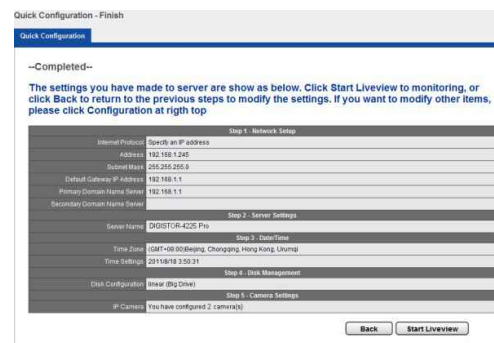 Quick Configuration - Finish
Quick Configuration
--Completed--
The settings you have made to server are show as below. Click Start Liveview to monitoring, or
click Back to return to the previous steps to modify the settings. If you want to modify other items,
please click Configuration at rigth top
Step 1 - Network Setup
Internet Protocol Specify an IP address
Address 192.168.1.245
Subnet Mask 255.255.255.0
Default Gateway IP Address 192.168.1.1
Primary Domain Name Server 192.168.1.1
Secondary Domain Name Server
Step 2 - Server Settings
Server Name DIGISTOR-4225 Pro
Step 3 - Date/Time
Time Zone (GMT+08:00)Beijing, Chongqing, Hong Kong, Urumqi
Time Settings 2011/8/18 3:50:31
Step 4 - Disk Management
Disk Configuration linear (Big Drive)
Step 5 - Camera Settings
IP Camera You have configured 2 camera(s)
Back Start Liveview